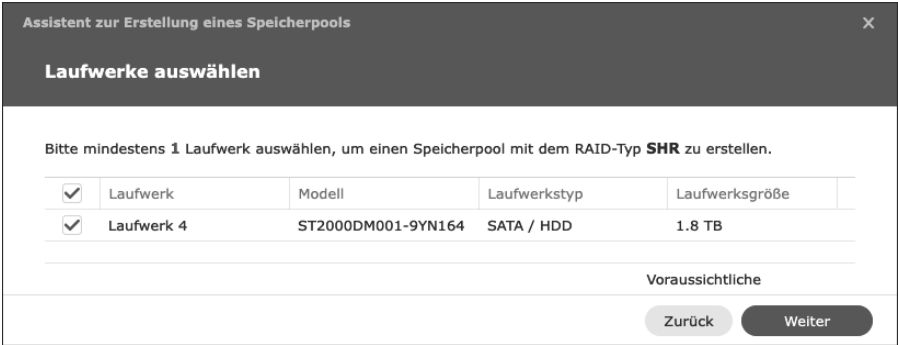 Assistent zur Erstellung eines Speicherpools
Laufwerke auswählen
Bitte mindestens 1 Laufwerk auswählen, um einen Speicherpool mit dem RAID-Typ SHR zu erstellen.
Laufwerk Modell Laufwerkstyp Laufwerksgröße
Laufwerk 4 ST2000DM001-9YN164 SATA / HDD 1.8 TB
Voraussichtliche
Zurück Weiter